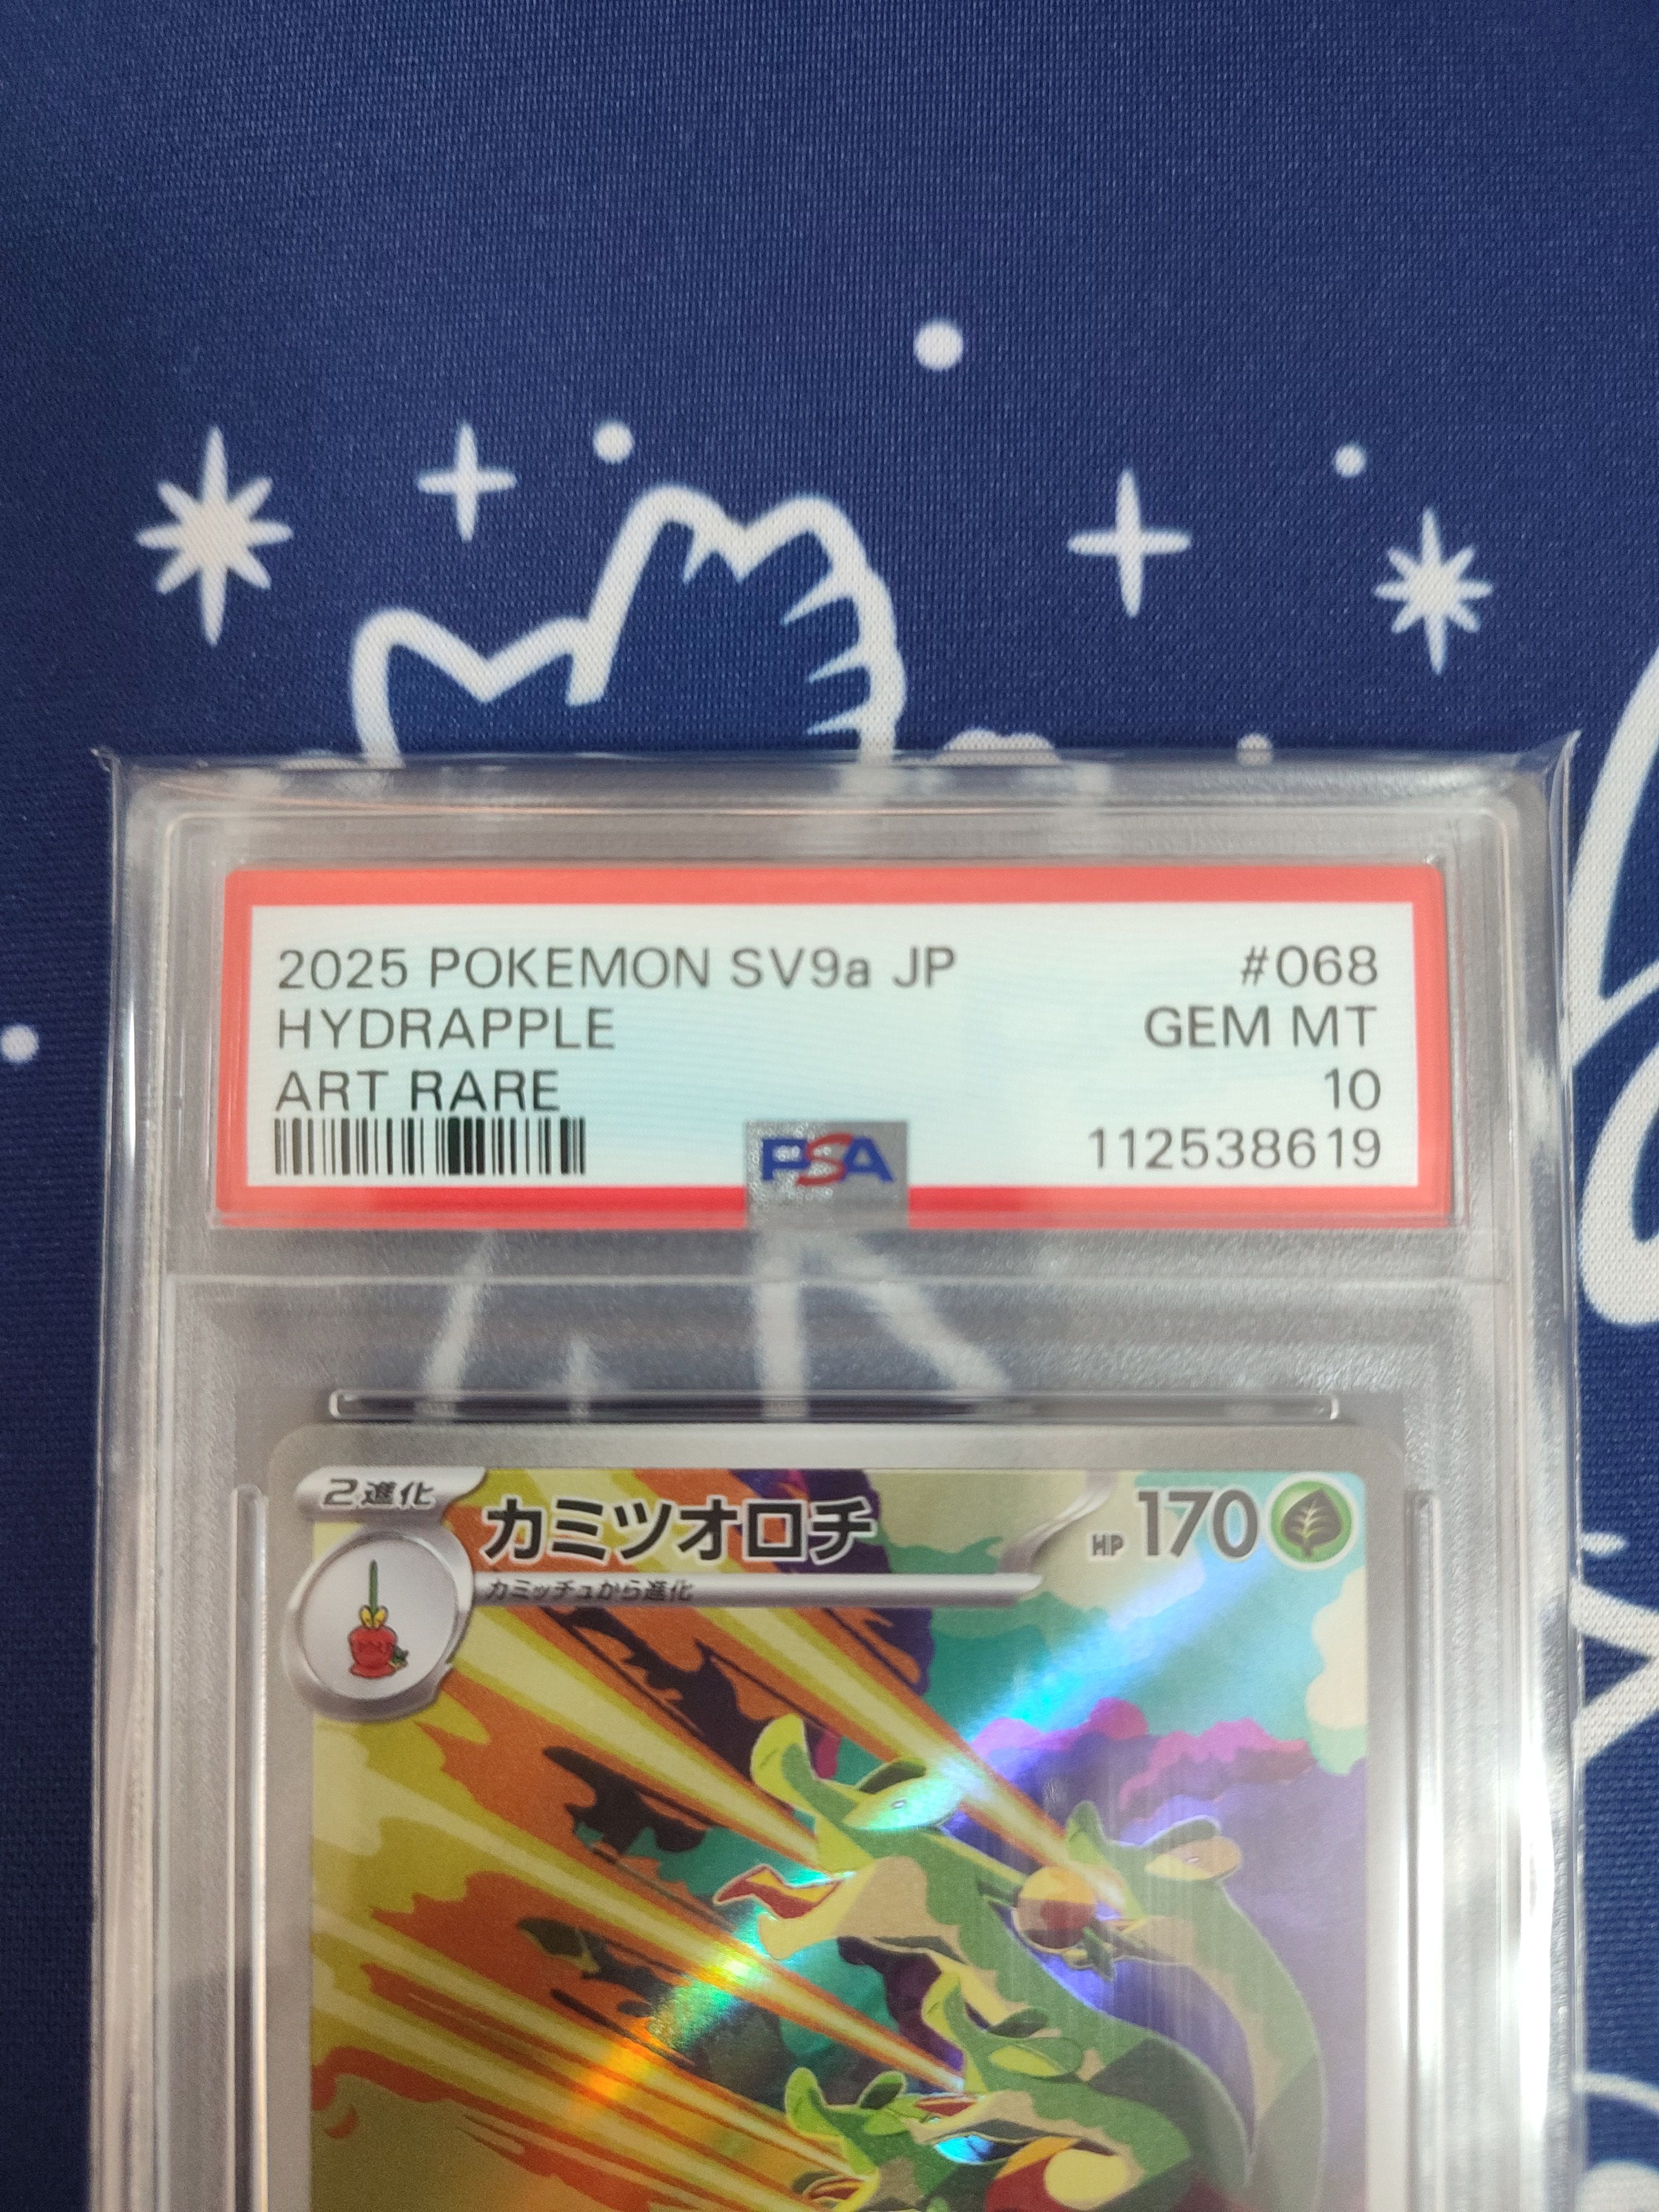 2025 POKEMON SV9a JP #068
HYDRAPPLE GEM MT
ART RARE 10
PSA 112538619
2進化 カミツオロチ HP 170
カミッチュから進化